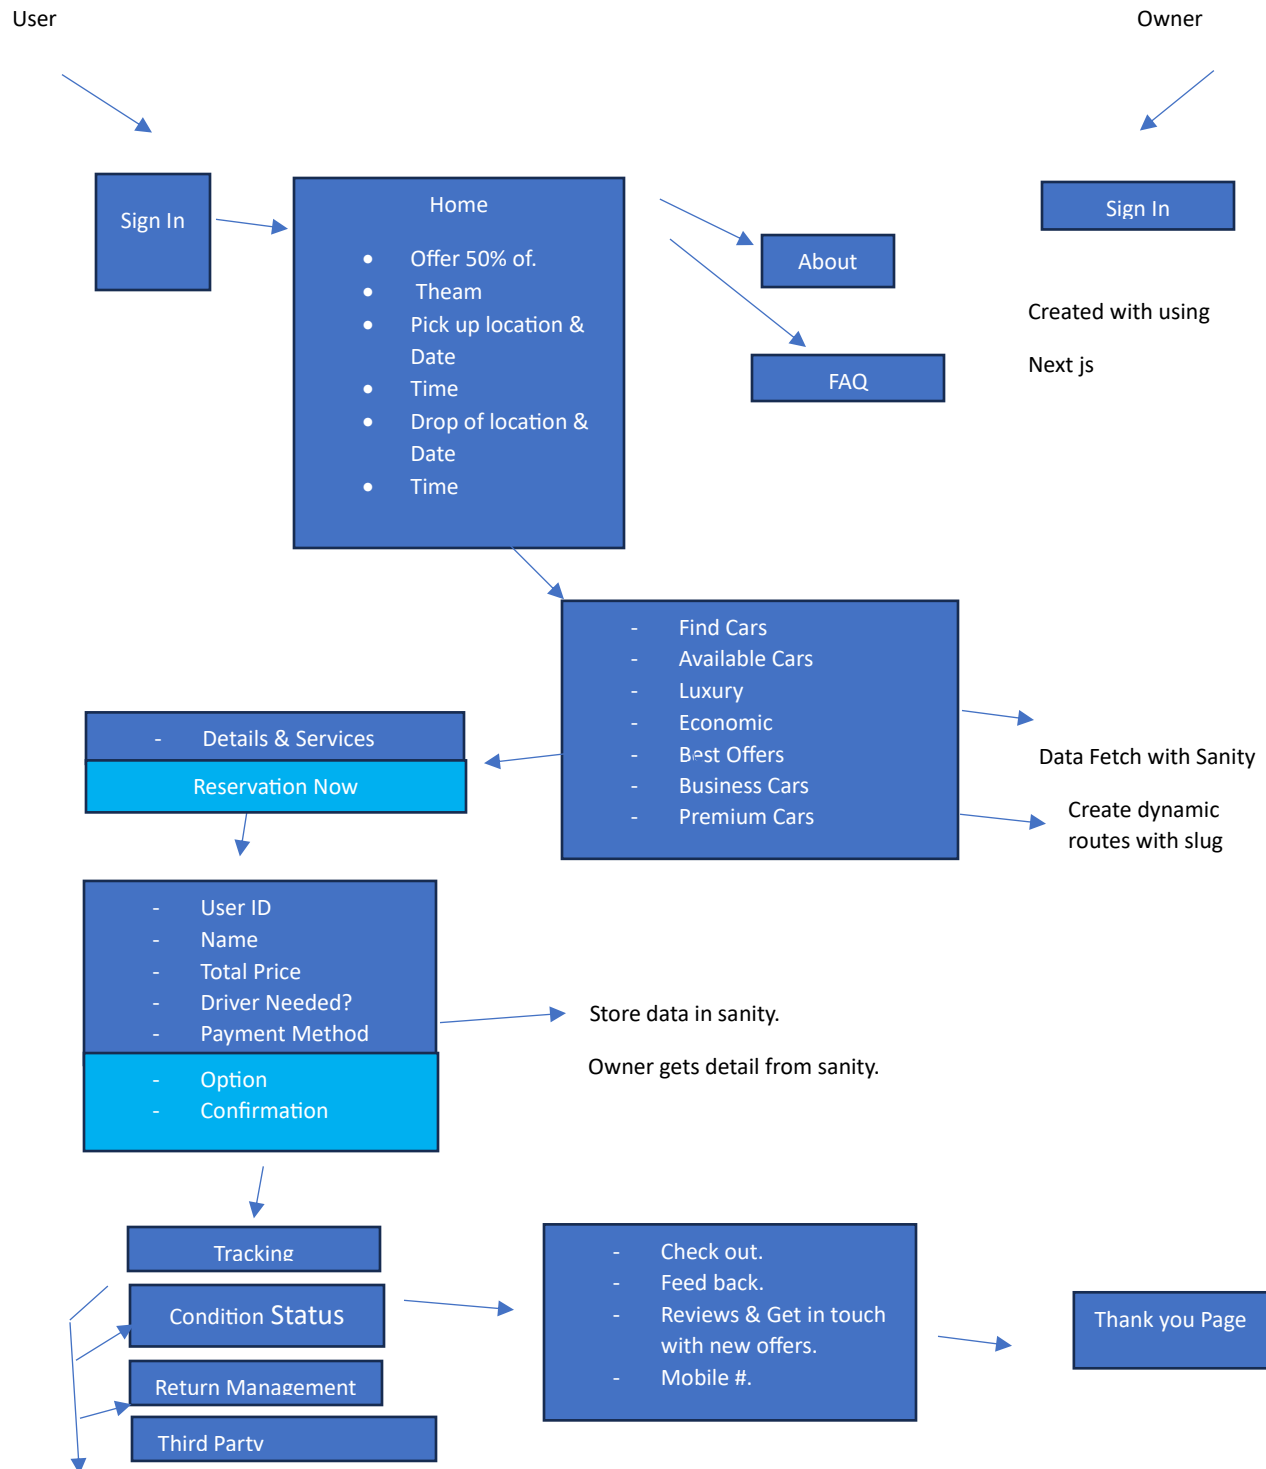 User
Owner
Sign In
Home
• Offer 50% of.
• Theam
• Pick up location &
Date
• Time
• Drop of location &
Date
• Time
About
FAQ
Sign In
Created with using
Next js
- Find Cars
- Available Cars
- Luxury
- Economic
- Best Offers
- Business Cars
- Premium Cars
Data Fetch with Sanity
Create dynamic
routes with slug
- Details & Services
Reservation Now
- User ID
- Name
- Total Price
- Driver Needed?
- Payment Method
- Option
- Confirmation
Store data in sanity.
Owner gets detail from sanity.
Tracking
Condition Status
Return Management
Third Party
- Check out.
- Feed back.
- Reviews & Get in touch
with new offers.
- Mobile #.
Thank you Page